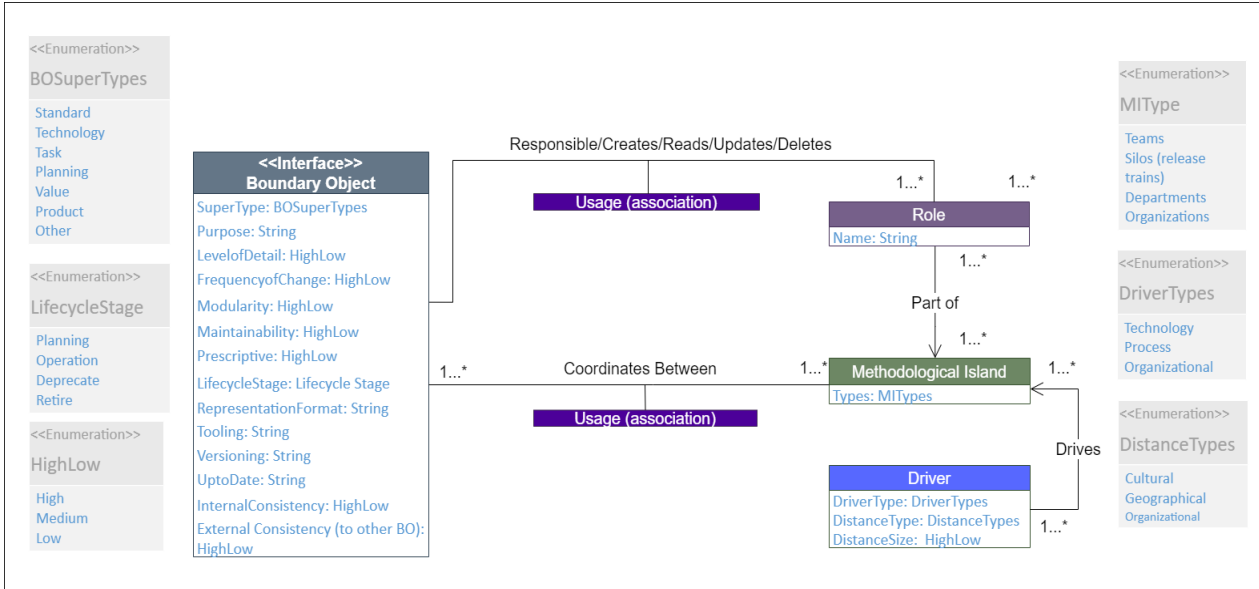 <<Enumeration>>
BOSuperTypes
Standard
Technology
Task
Planning
Value
Product
Other
<<Enumeration>>
LifecycleStage
Planning
Operation
Deprecate
Retire
<<Enumeration>>
HighLow
High
Medium
Low
<<Interface>>
Boundary Object
SuperType: BOSuperTypes
Purpose: String
LevelofDetail: HighLow
FrequencyofChange: HighLow
Modularity: HighLow
Maintainability: HighLow
Prescriptive: HighLow
LifecycleStage: Lifecycle Stage
RepresentationFormat: String
Tooling: String
Versioning: String
UptoDate: String
InternalConsistency: HighLow
External Consistency (to other BO):
HighLow
Responsible/Creates/Reads/Updates/Deletes
Usage (association)
1...*
1...*
Role
Name: String
1...*
Part of
1...*
1...*
Coordinates Between
1...*
Usage (association)
Methodological Island
Types: MITypes
1...*
Drives
Driver
DriverType: DriverTypes
DistanceType: DistanceTypes
DistanceSize: HighLow
1...*
<<Enumeration>>
MIType
Teams
Silos (release
trains)
Departments
Organizations
<<Enumeration>>
DriverTypes
Technology
Process
Organizational
<<Enumeration>>
DistanceTypes
Cultural
Geographical
Organizational